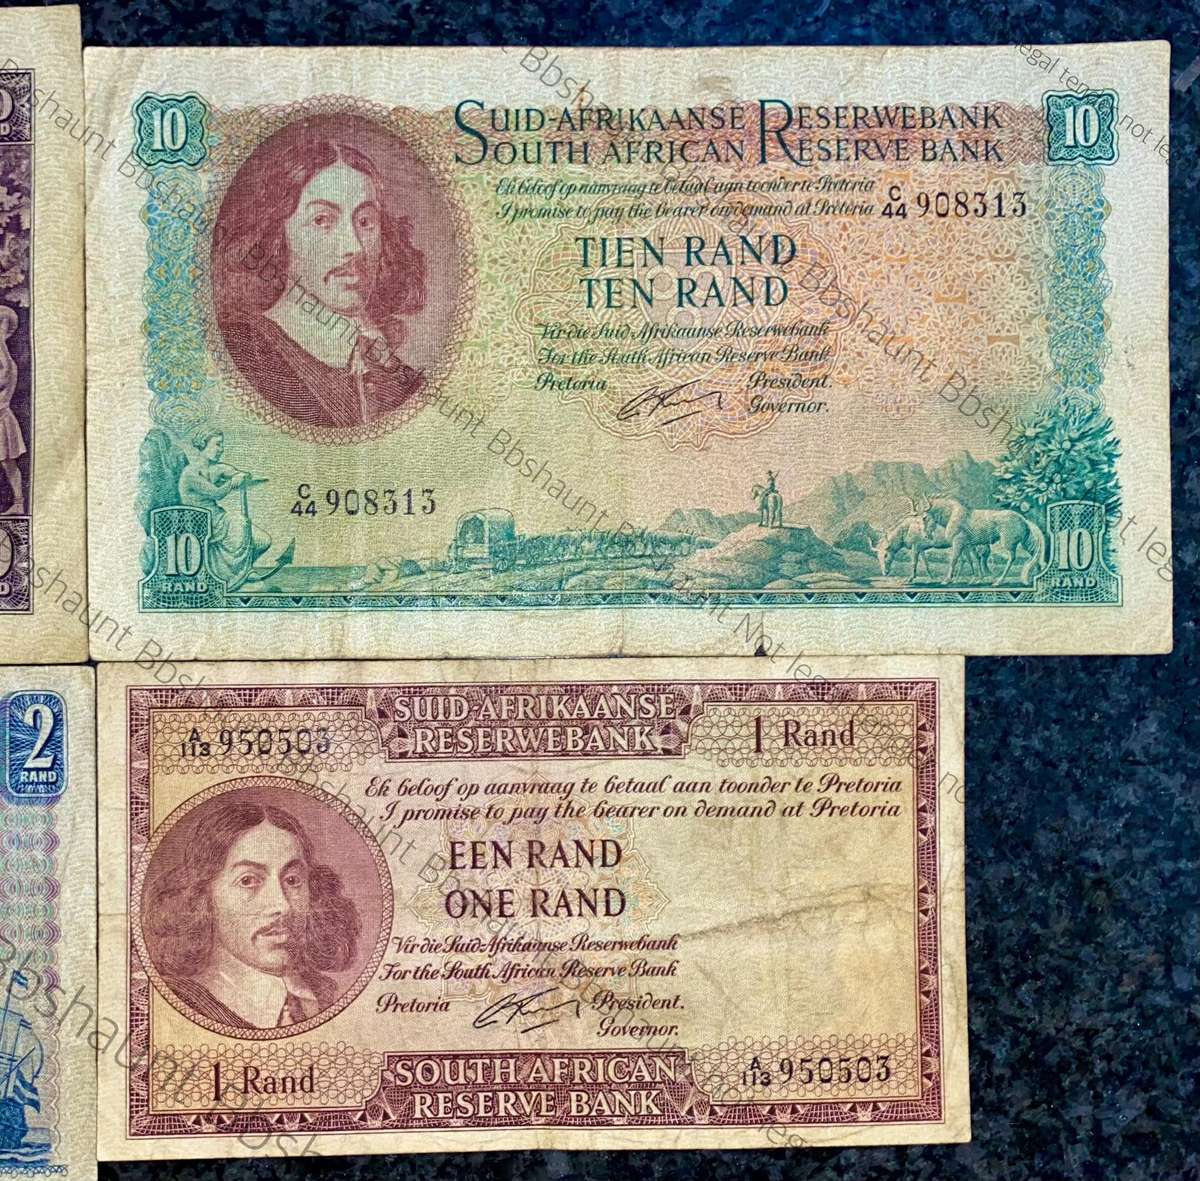 10
SUID-AFRIKAANSE RESERWEBANK
SOUTH AFRICAN RESERVE BANK
10
Ek beloof op aanvraag te betaal aan toonder te Pretoria
I promise to pay the bearer on demand at Pretoria
C/44 908313
TIEN RAND
TEN RAND
Vir die Suid-Afrikaanse Reserwebank
For the South African Reserve Bank
Pretoria
President.
Governor.
C/44 908313
10
RAND
10
RAND
2
RAND
SUID-AFRIKAANSE
RESERWEBANK
A/113 950503
1 Rand
Ek beloof op aanvraag te betaal aan toonder te Pretoria
I promise to pay the bearer on demand at Pretoria
EEN RAND
ONE RAND
Vir die Suid-Afrikaanse Reserwebank
For the South African Reserve Bank
Pretoria
President.
Governor.
1 Rand
SOUTH AFRICAN
RESERVE BANK
A/113 950503
Bbshaunt Bbshaunt Bbshaunt Bbshaunt
Bbshaunt Bbshaunt Not legal